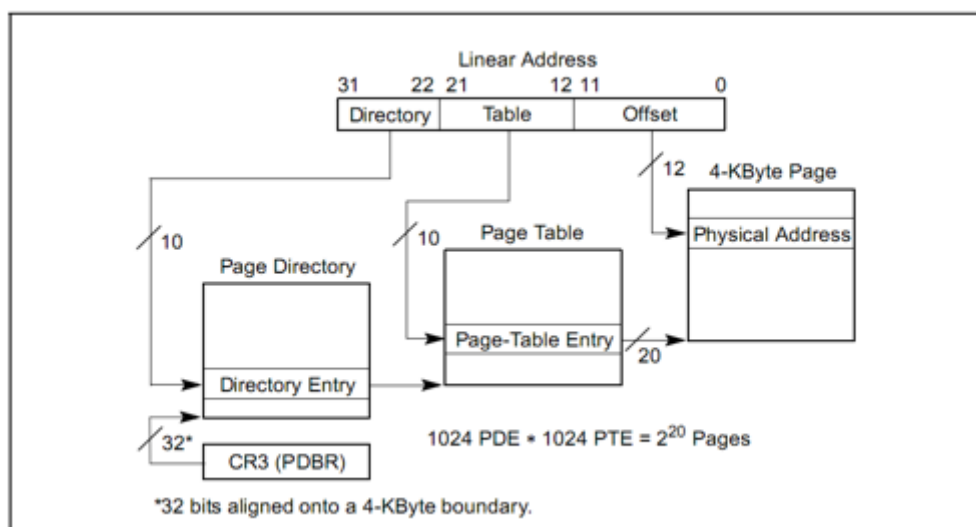 Linear Address
31 22 21 12 11 0
Directory Table Offset
12
4-KByte Page
Physical Address
10
10
Page Table
Page Directory
Page-Table Entry
20
Directory Entry
32*
CR3 (PDBR)
1024 PDE * 1024 PTE = 2²⁰ Pages
*32 bits aligned onto a 4-KByte boundary.